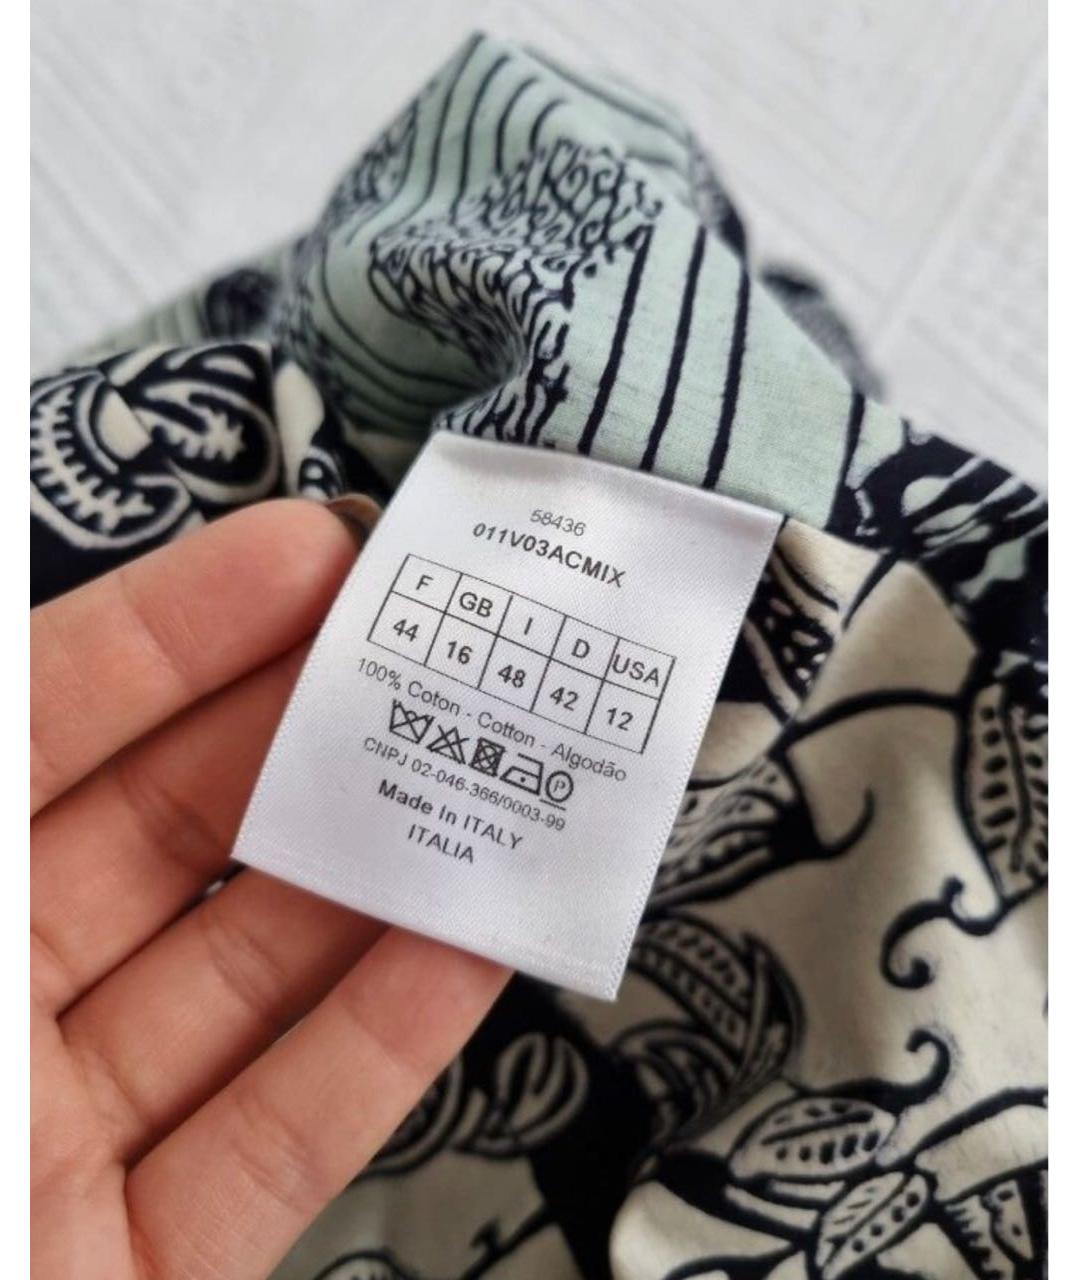 58436
011V03ACMIX
F GB I D USA
44 16 48 42 12
100% Coton - Cotton - Algodão
P
CNPJ 02-046-366/0003-99
Made In ITALY
ITALIA